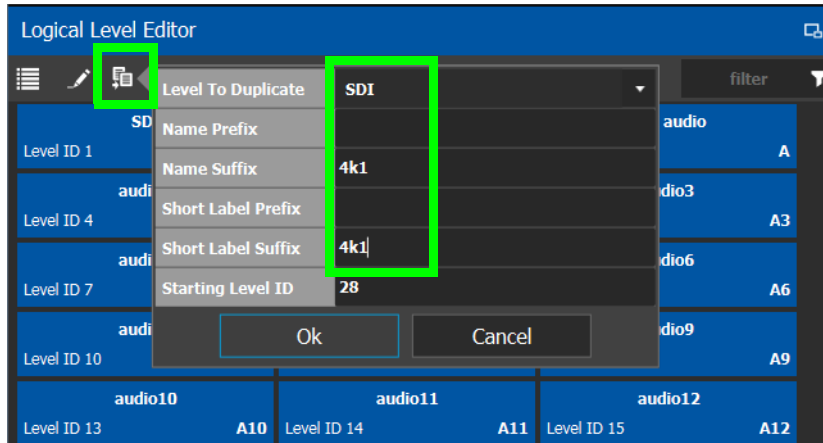 Logical Level Editor
filter
Level To Duplicate SDI
Name Prefix
Name Suffix 4k1
Short Label Prefix
Short Label Suffix 4k1
Starting Level ID 28
Ok Cancel
SD
Level ID 1
audio
A
audi
Level ID 4
dio3
A3
audi
Level ID 7
dio6
A6
audi
Level ID 10
dio9
A9
audio10
Level ID 13 A10
audio11
Level ID 14 A11
audio12
Level ID 15 A12